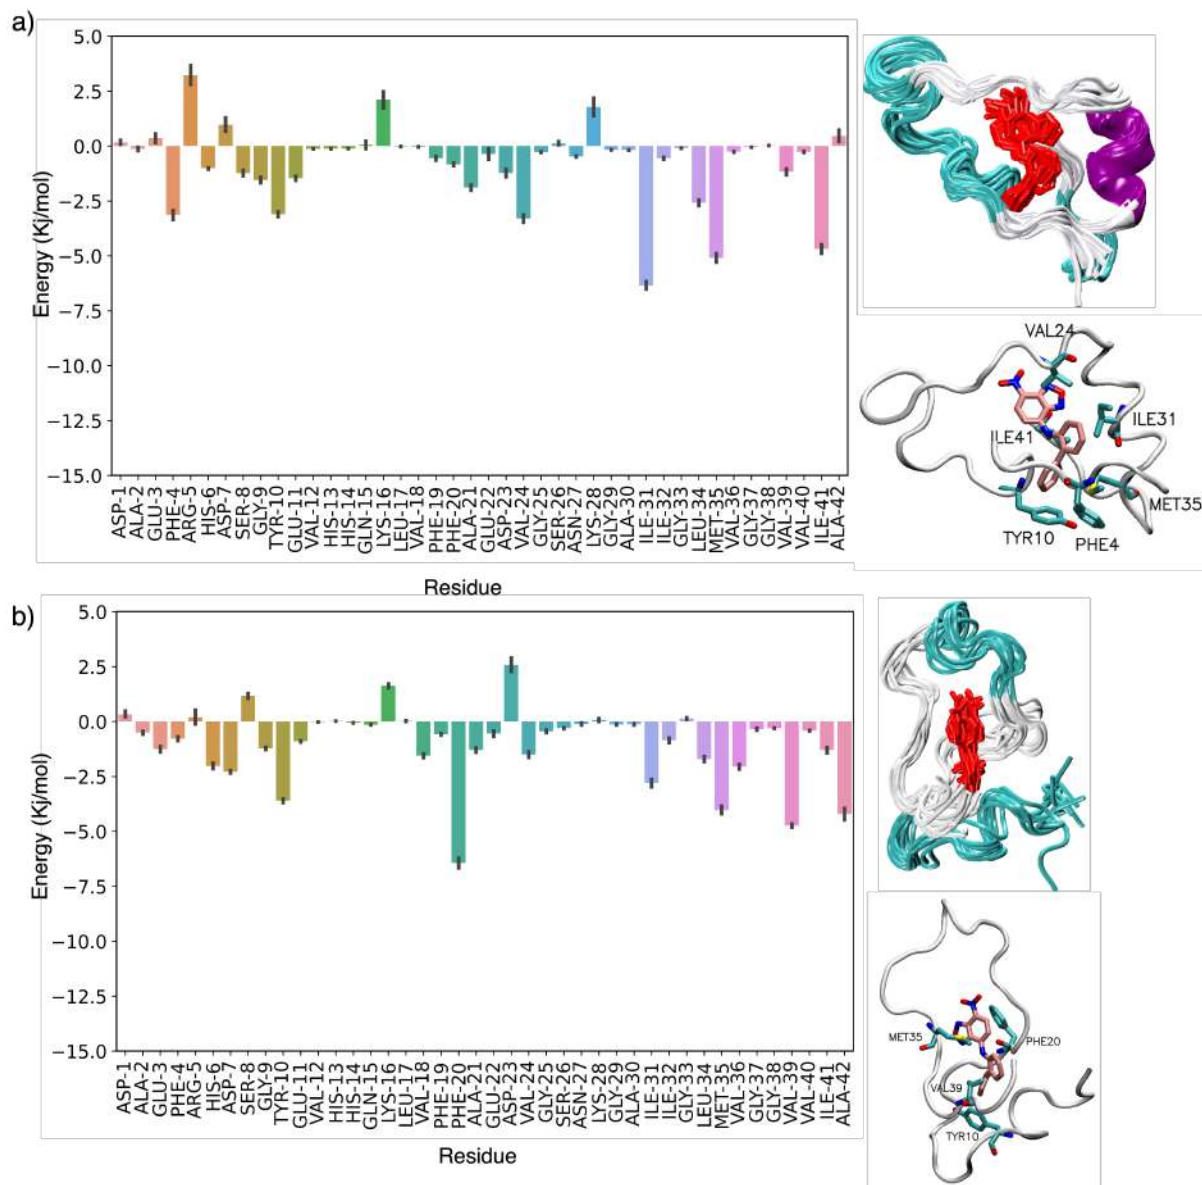 a)
5.0
2.5
0.0
−2.5
−5.0
−7.5
−10.0
−12.5
−15.0
Energy (Kj/mol)
ASP-1
ALA-2
GLU-3
PHE-4
ARG-5
HIS-6
ASP-7
SER-8
GLY-9
TYR-10
GLU-11
VAL-12
HIS-13
HIS-14
GLN-15
LYS-16
LEU-17
VAL-18
PHE-19
PHE-20
ALA-21
GLU-22
ASP-23
VAL-24
GLY-25
SER-26
ASN-27
LYS-28
GLY-29
ALA-30
ILE-31
ILE-32
GLY-33
LEU-34
MET-35
VAL-36
GLY-37
GLY-38
VAL-39
VAL-40
ILE-41
ALA-42
Residue
VAL24
ILE31
ILE41
MET35
TYR10
PHE4
b)
5.0
2.5
0.0
−2.5
−5.0
−7.5
−10.0
−12.5
−15.0
Energy (Kj/mol)
ASP-1
ALA-2
GLU-3
PHE-4
ARG-5
HIS-6
ASP-7
SER-8
GLY-9
TYR-10
GLU-11
VAL-12
HIS-13
HIS-14
GLN-15
LYS-16
LEU-17
VAL-18
PHE-19
PHE-20
ALA-21
GLU-22
ASP-23
VAL-24
GLY-25
SER-26
ASN-27
LYS-28
GLY-29
ALA-30
ILE-31
ILE-32
GLY-33
LEU-34
MET-35
VAL-36
GLY-37
GLY-38
VAL-39
VAL-40
ILE-41
ALA-42
Residue
MET35
PHE20
VAL39
TYR10